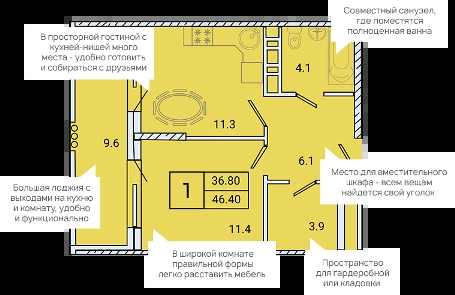 Совместный санузел,
где поместятся
полноценная ванна
В просторной гостиной с
кухней-нишей много
места - удобно готовить
и собираться с друзьями
4.1
9.6
11.3
6.1
Место для вместительного
шкафа - всем вещам
найдется свой уголок
1
36.80
46.40
Большая лоджия с
выходами на кухню
и комнату, удобно
и функционально
11.4
3.9
В широкой комнате
правильной формы
легко расставить мебель
Пространство
для гардеробной
или кладовки